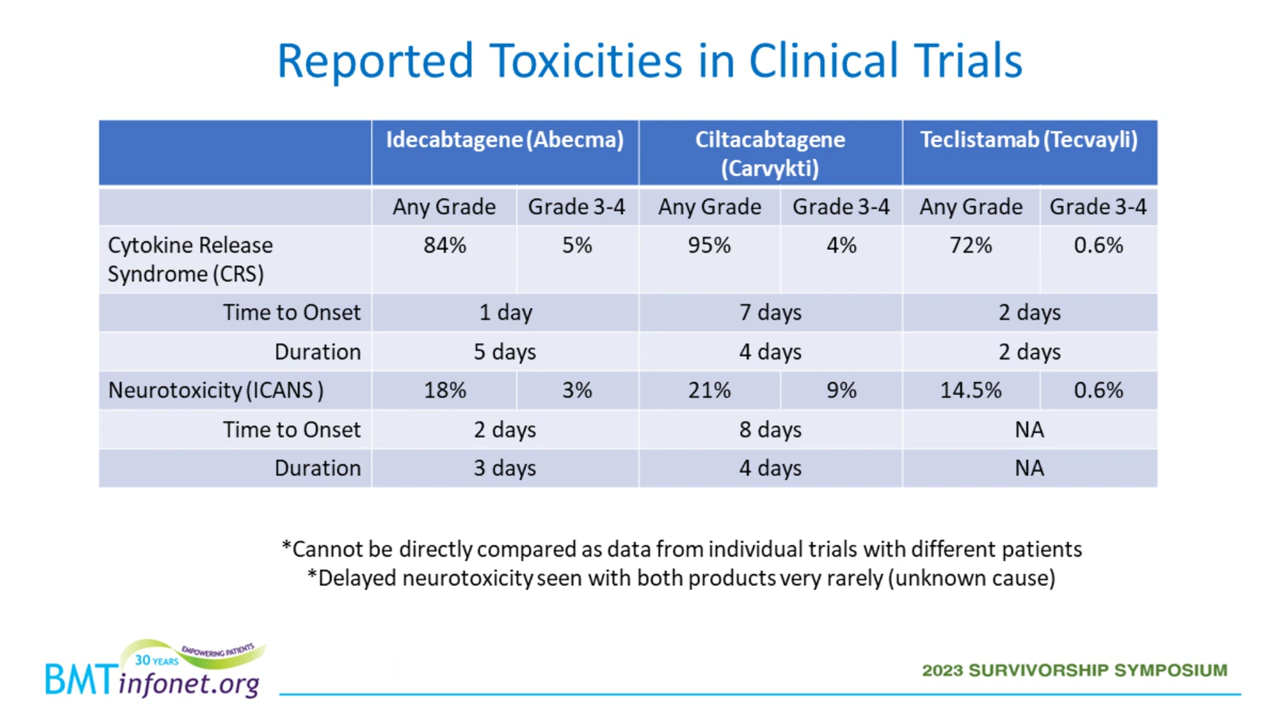 Reported Toxicities in Clinical Trials
Idecabtagene (Abecma) Ciltacabtagene (Carvykti) Teclistamab (Tecvayli)
Any Grade Grade 3-4 Any Grade Grade 3-4 Any Grade Grade 3-4
Cytokine Release Syndrome (CRS) 84% 5% 95% 4% 72% 0.6%
Time to Onset 1 day 7 days 2 days
Duration 5 days 4 days 2 days
Neurotoxicity (ICANS ) 18% 3% 21% 9% 14.5% 0.6%
Time to Onset 2 days 8 days NA
Duration 3 days 4 days NA
*Cannot be directly compared as data from individual trials with different patients
*Delayed neurotoxicity seen with both products very rarely (unknown cause)
30 YEARS EMPOWERING PATIENTS
BMTinfonet.org
2023 SURVIVORSHIP SYMPOSIUM